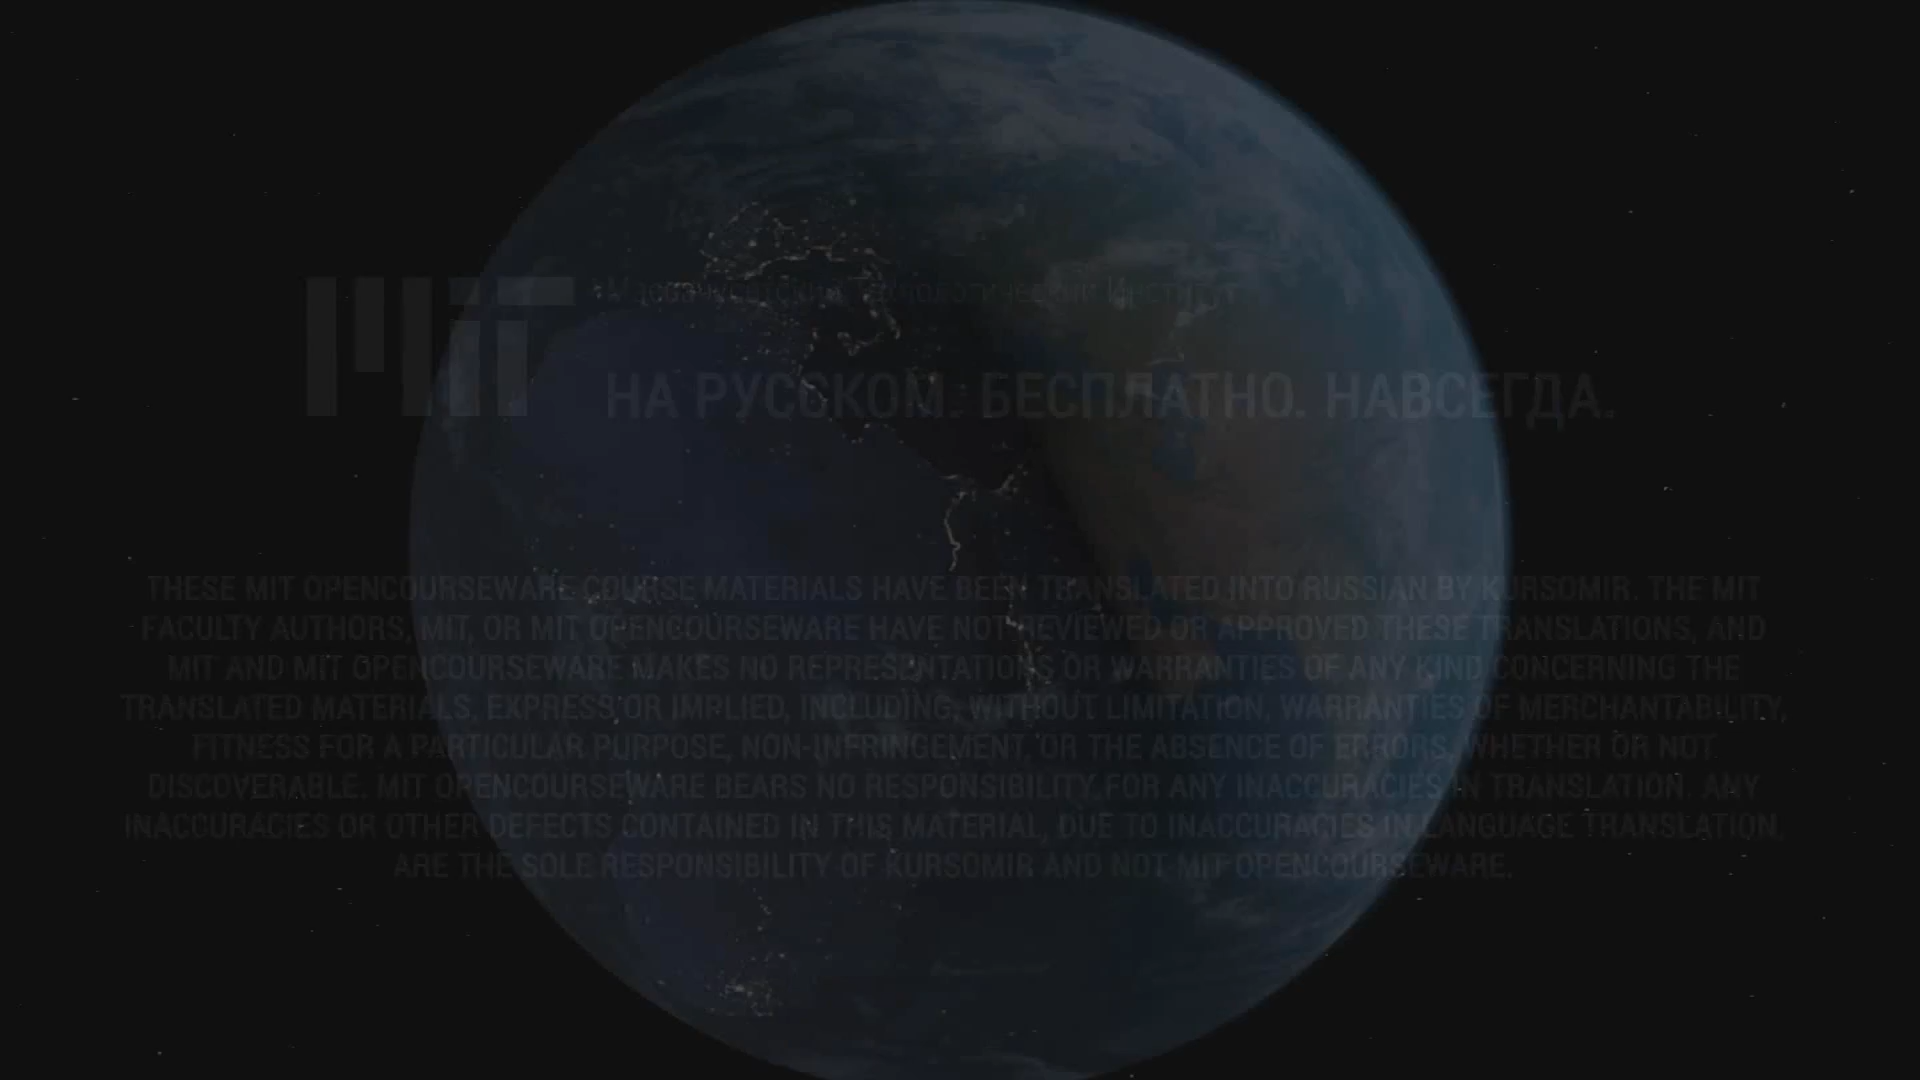 MIT
Массачусетский Технологический Институт
НА РУССКОМ. БЕСПЛАТНО. НАВСЕГДА.
THESE MIT OPENCOURSEWARE COURSE MATERIALS HAVE BEEN TRANSLATED INTO RUSSIAN BY KURSOMIR. THE MIT
FACULTY AUTHORS, MIT, OR MIT OPENCOURSEWARE HAVE NOT REVIEWED OR APPROVED THESE TRANSLATIONS, AND
MIT AND MIT OPENCOURSEWARE MAKES NO REPRESENTATIONS OR WARRANTIES OF ANY KIND CONCERNING THE
TRANSLATED MATERIALS, EXPRESS OR IMPLIED, INCLUDING, WITHOUT LIMITATION, WARRANTIES OF MERCHANTABILITY,
FITNESS FOR A PARTICULAR PURPOSE, NON-INFRINGEMENT, OR THE ABSENCE OF ERRORS, WHETHER OR NOT
DISCOVERABLE. MIT OPENCOURSEWARE BEARS NO RESPONSIBILITY FOR ANY INACCURACIES IN TRANSLATION. ANY
INACCURACIES OR OTHER DEFECTS CONTAINED IN THIS MATERIAL, DUE TO INACCURACIES IN LANGUAGE TRANSLATION,
ARE THE SOLE RESPONSIBILITY OF KURSOMIR AND NOT MIT OPENCOURSEWARE.